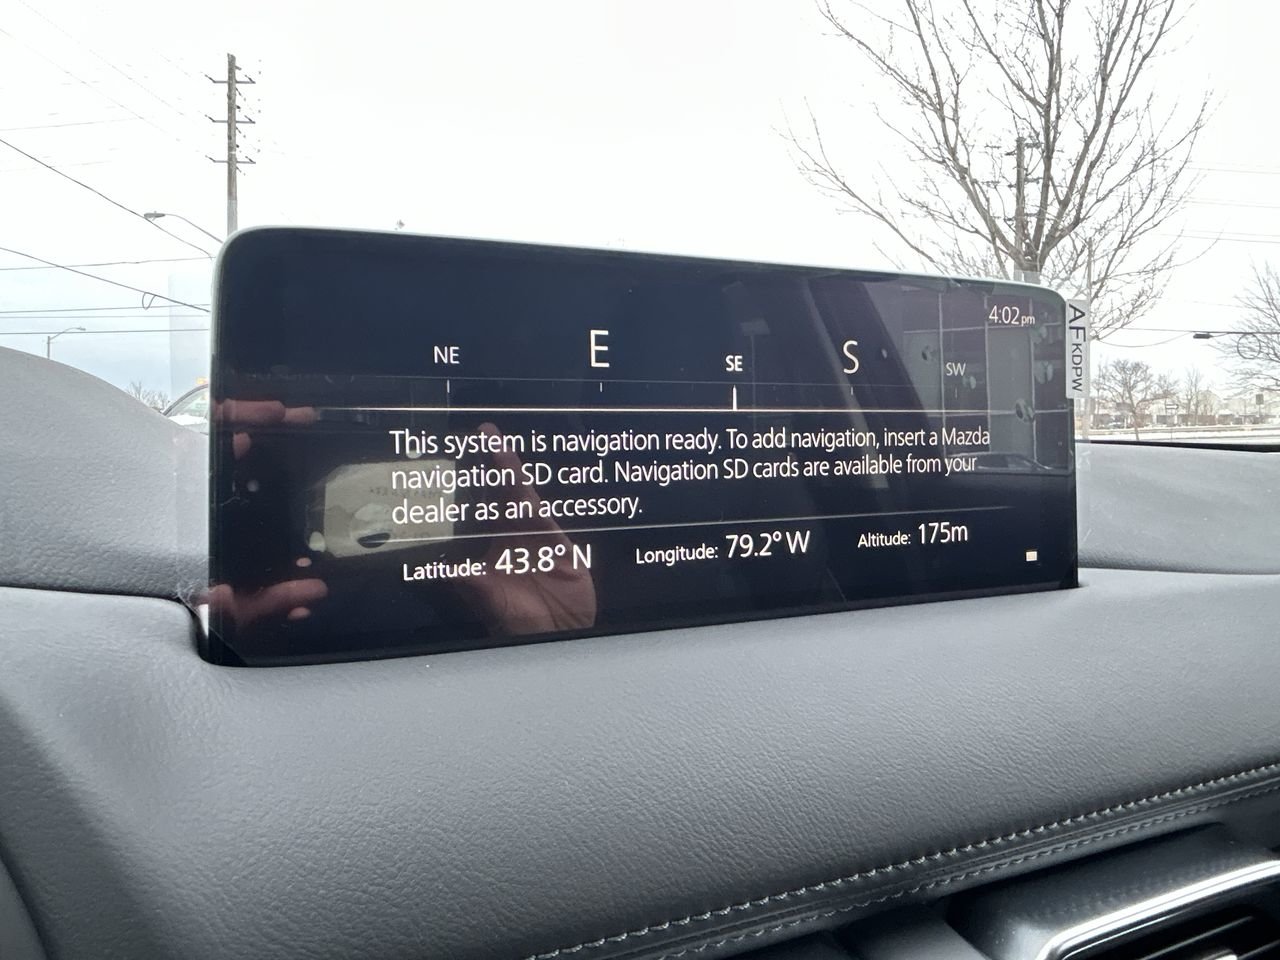 4:02 pm
NE E SE S SW
This system is navigation ready. To add navigation, insert a Mazda
navigation SD card. Navigation SD cards are available from your
dealer as an accessory.
Latitude: 43.8° N Longitude: 79.2° W Altitude: 175m
AF KDPW